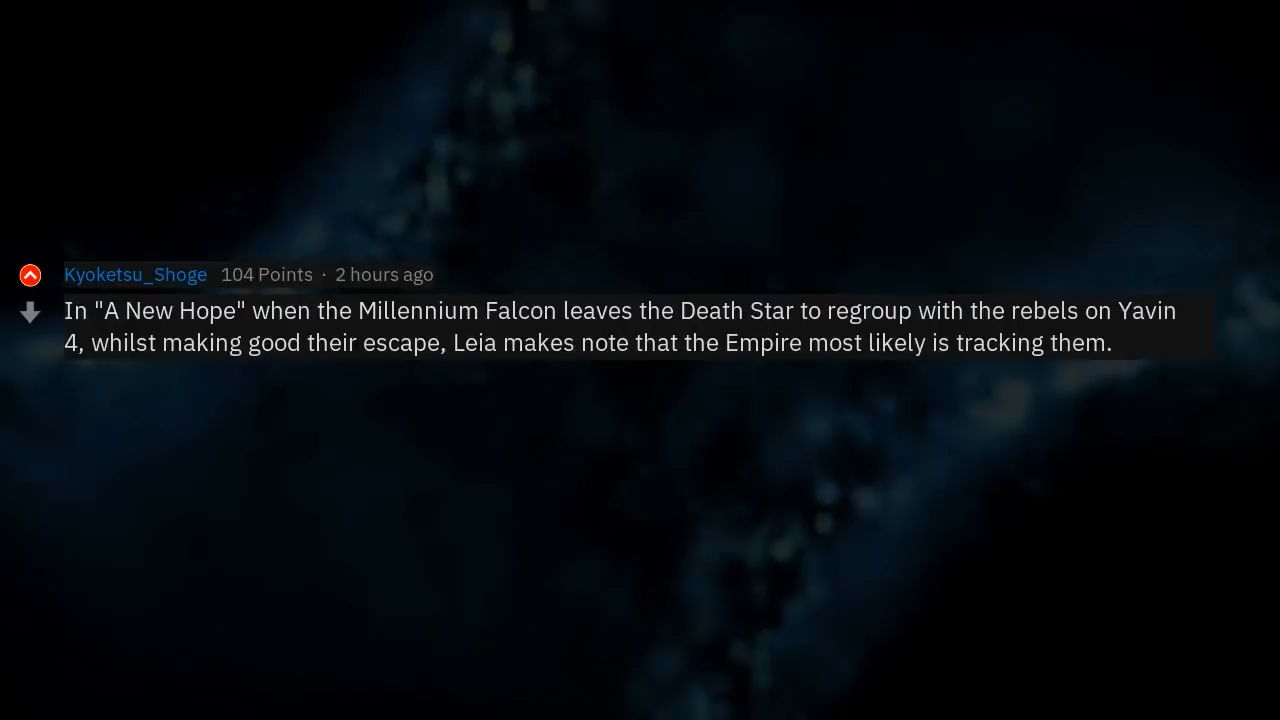 Kyoketsu_Shoge 104 Points · 2 hours ago
In "A New Hope" when the Millennium Falcon leaves the Death Star to regroup with the rebels on Yavin
4, whilst making good their escape, Leia makes note that the Empire most likely is tracking them.